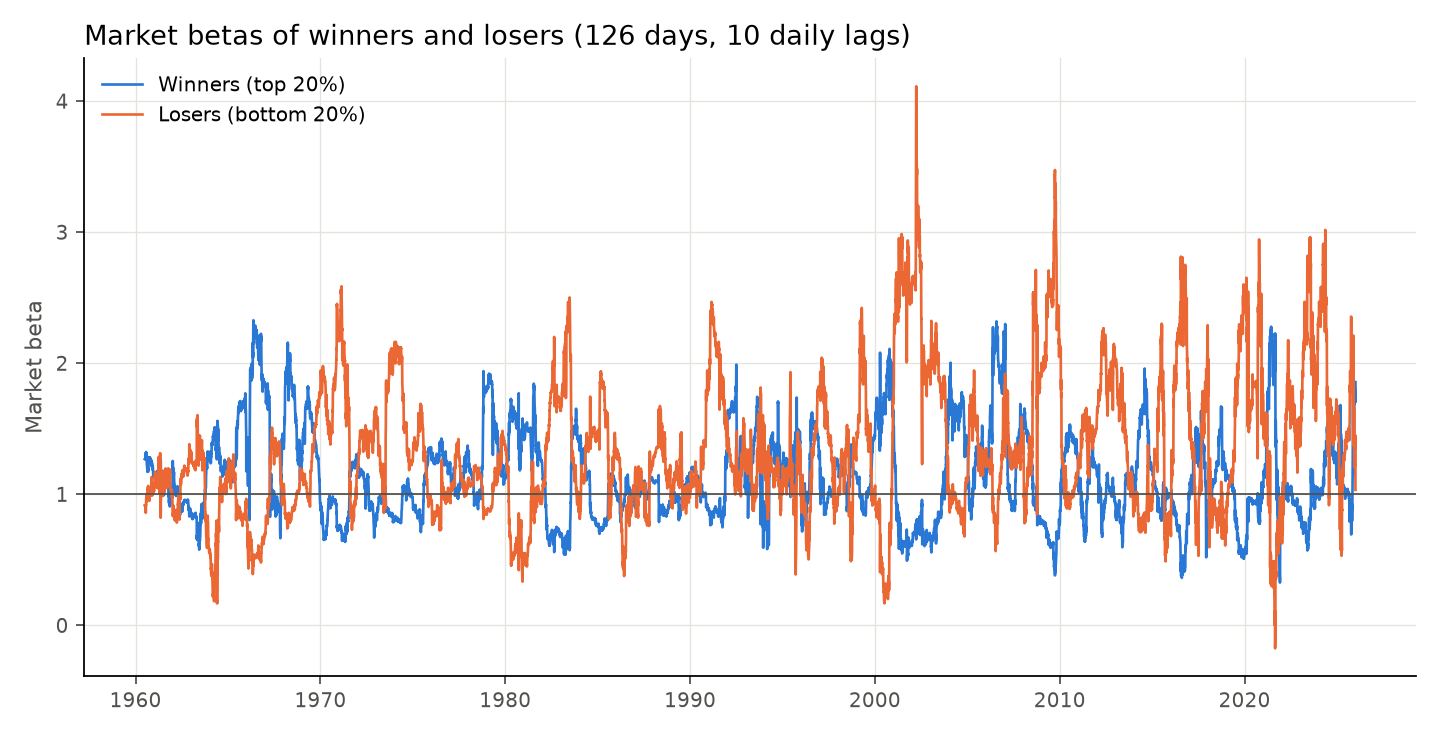 Market betas of winners and losers (126 days, 10 daily lags)
Winners (top 20%)
Losers (bottom 20%)
Market beta
4
3
2
1
0
1960 1970 1980 1990 2000 2010 2020